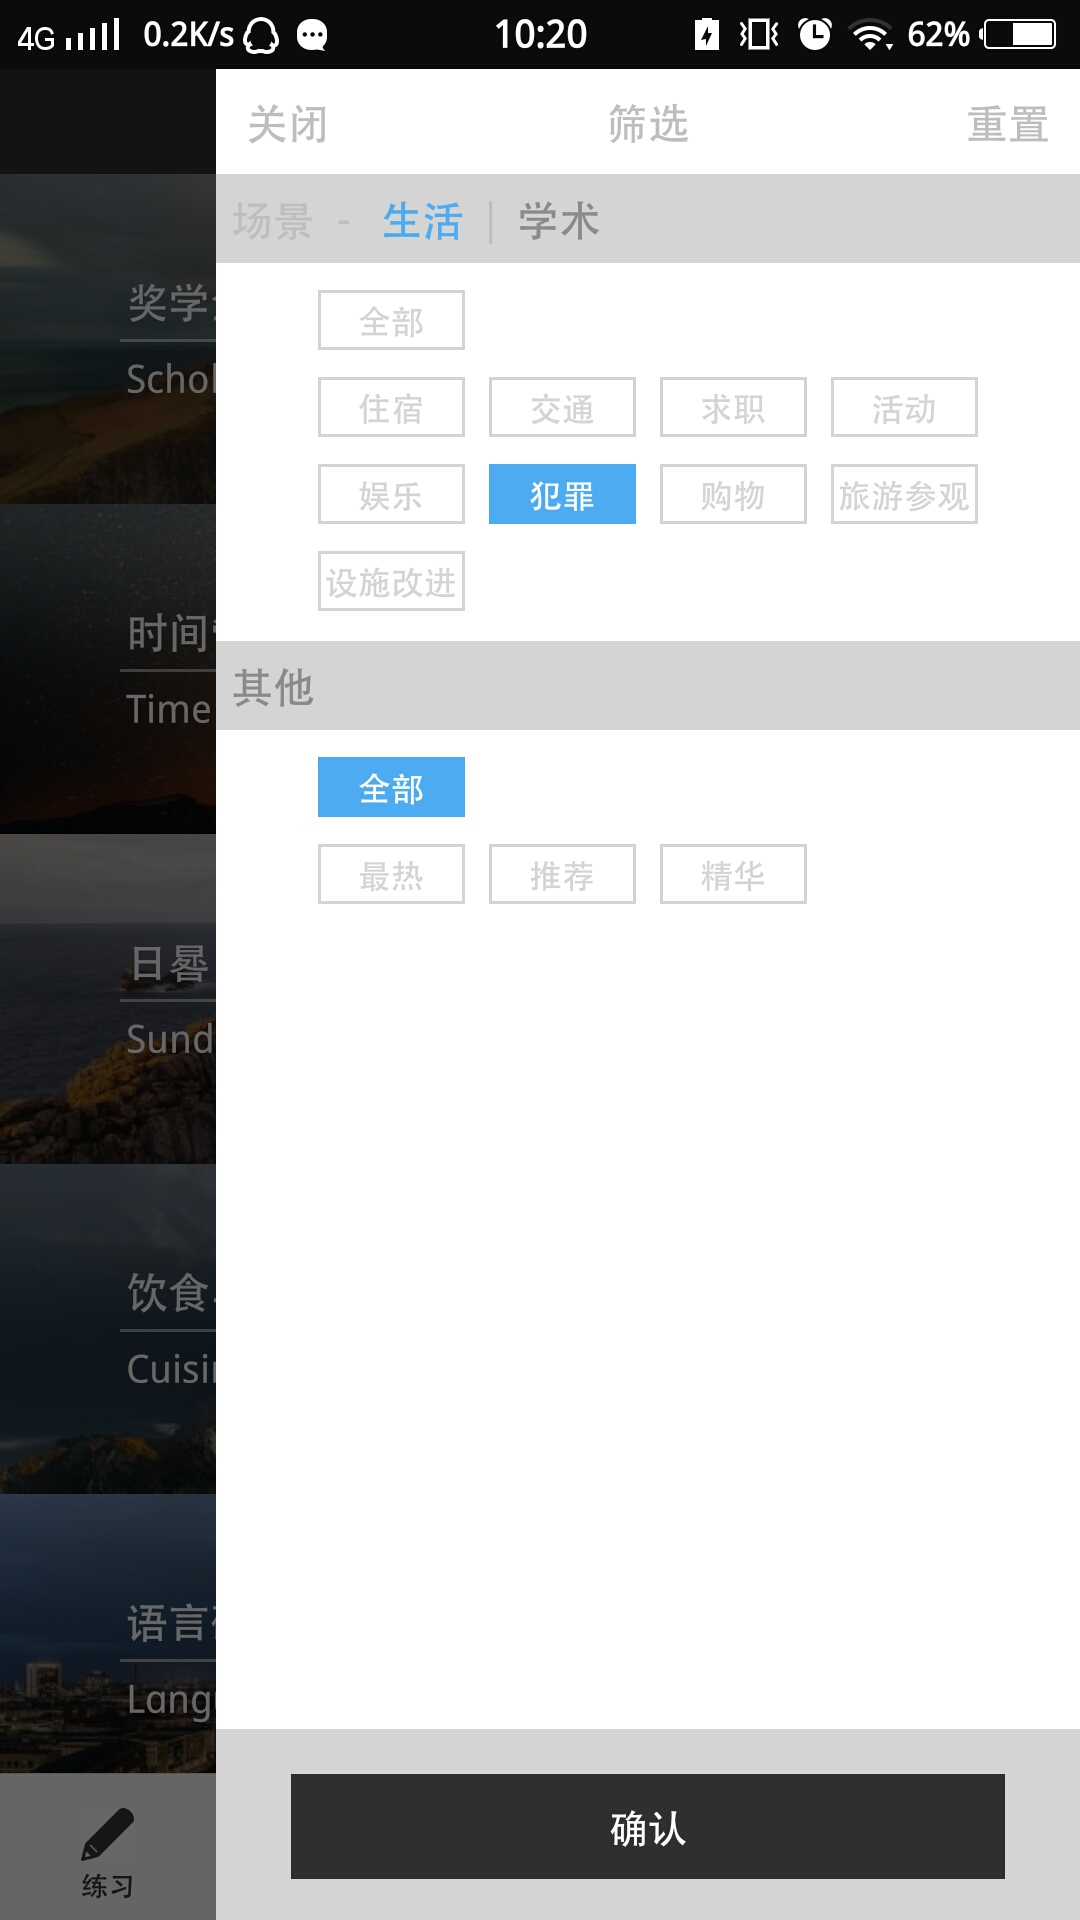 4G 0.2K/s 10:20 62%
关闭 筛选 重置
场景 - 生活 | 学术
全部
住宿 交通 求职 活动
娱乐 犯罪 购物 旅游参观
设施改进
其他
全部
最热 推荐 精华
确认
奖学
Schol
时间
Time
日晷
Sund
饮食
Cuisi
语言
Lang
练习